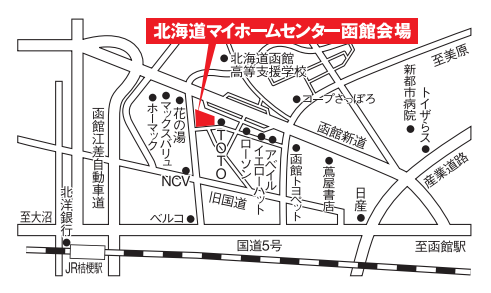 北海道マイホームセンター函館会場
北海道函館
高等支援学校
至美原
コープさっぽろ
新都市病院
トイザらス
函館新道
産業道路
函館江差自動車道
ホーマック
マックスバリュ
花の湯
TOTO
ローソン
イエローハット
アベイル
函館トヨペット
蔦屋書店
日産
NCV
旧国道
ベルコ
北洋銀行
至大沼
国道5号
至函館駅
JR桔梗駅